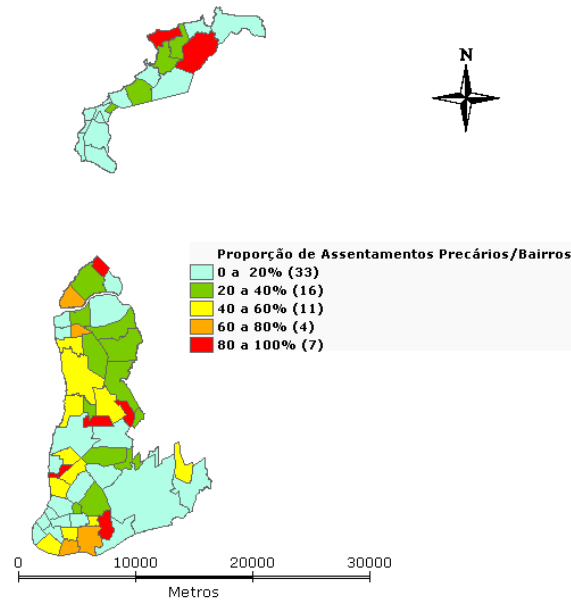 N
Proporção de Assentamentos Precários/Bairros
0 a 20% (33)
20 a 40% (16)
40 a 60% (11)
60 a 80% (4)
80 a 100% (7)
0 10000 20000 30000
Metros